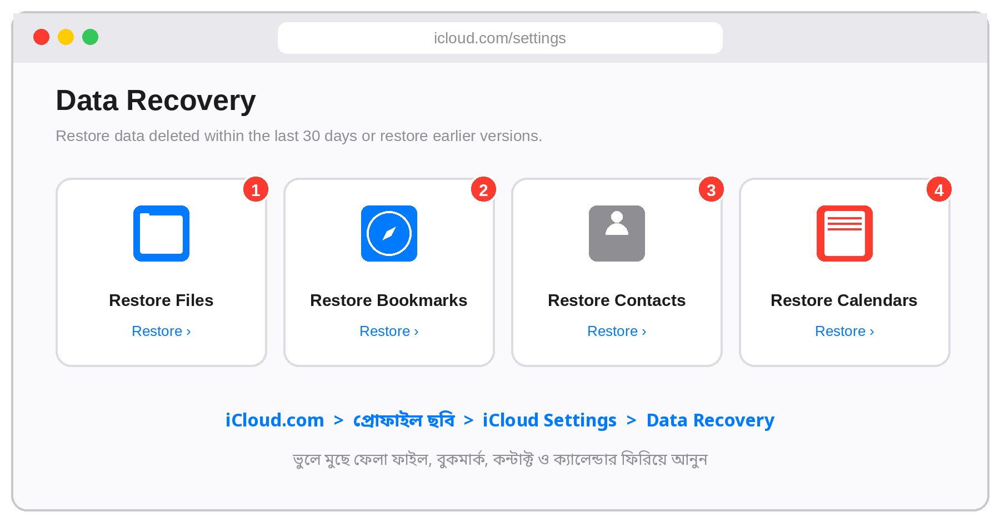 icloud.com/settings
Data Recovery
Restore data deleted within the last 30 days or restore earlier versions.
1 2 3 4
Restore Files Restore Bookmarks Restore Contacts Restore Calendars
Restore › Restore › Restore › Restore ›
iCloud.com > প্রোফাইল ছবি > iCloud Settings > Data Recovery
ভুলে মুছে ফেলা ফাইল, বুকমার্ক, কন্টাক্ট ও ক্যালেন্ডার ফিরিয়ে আনুন